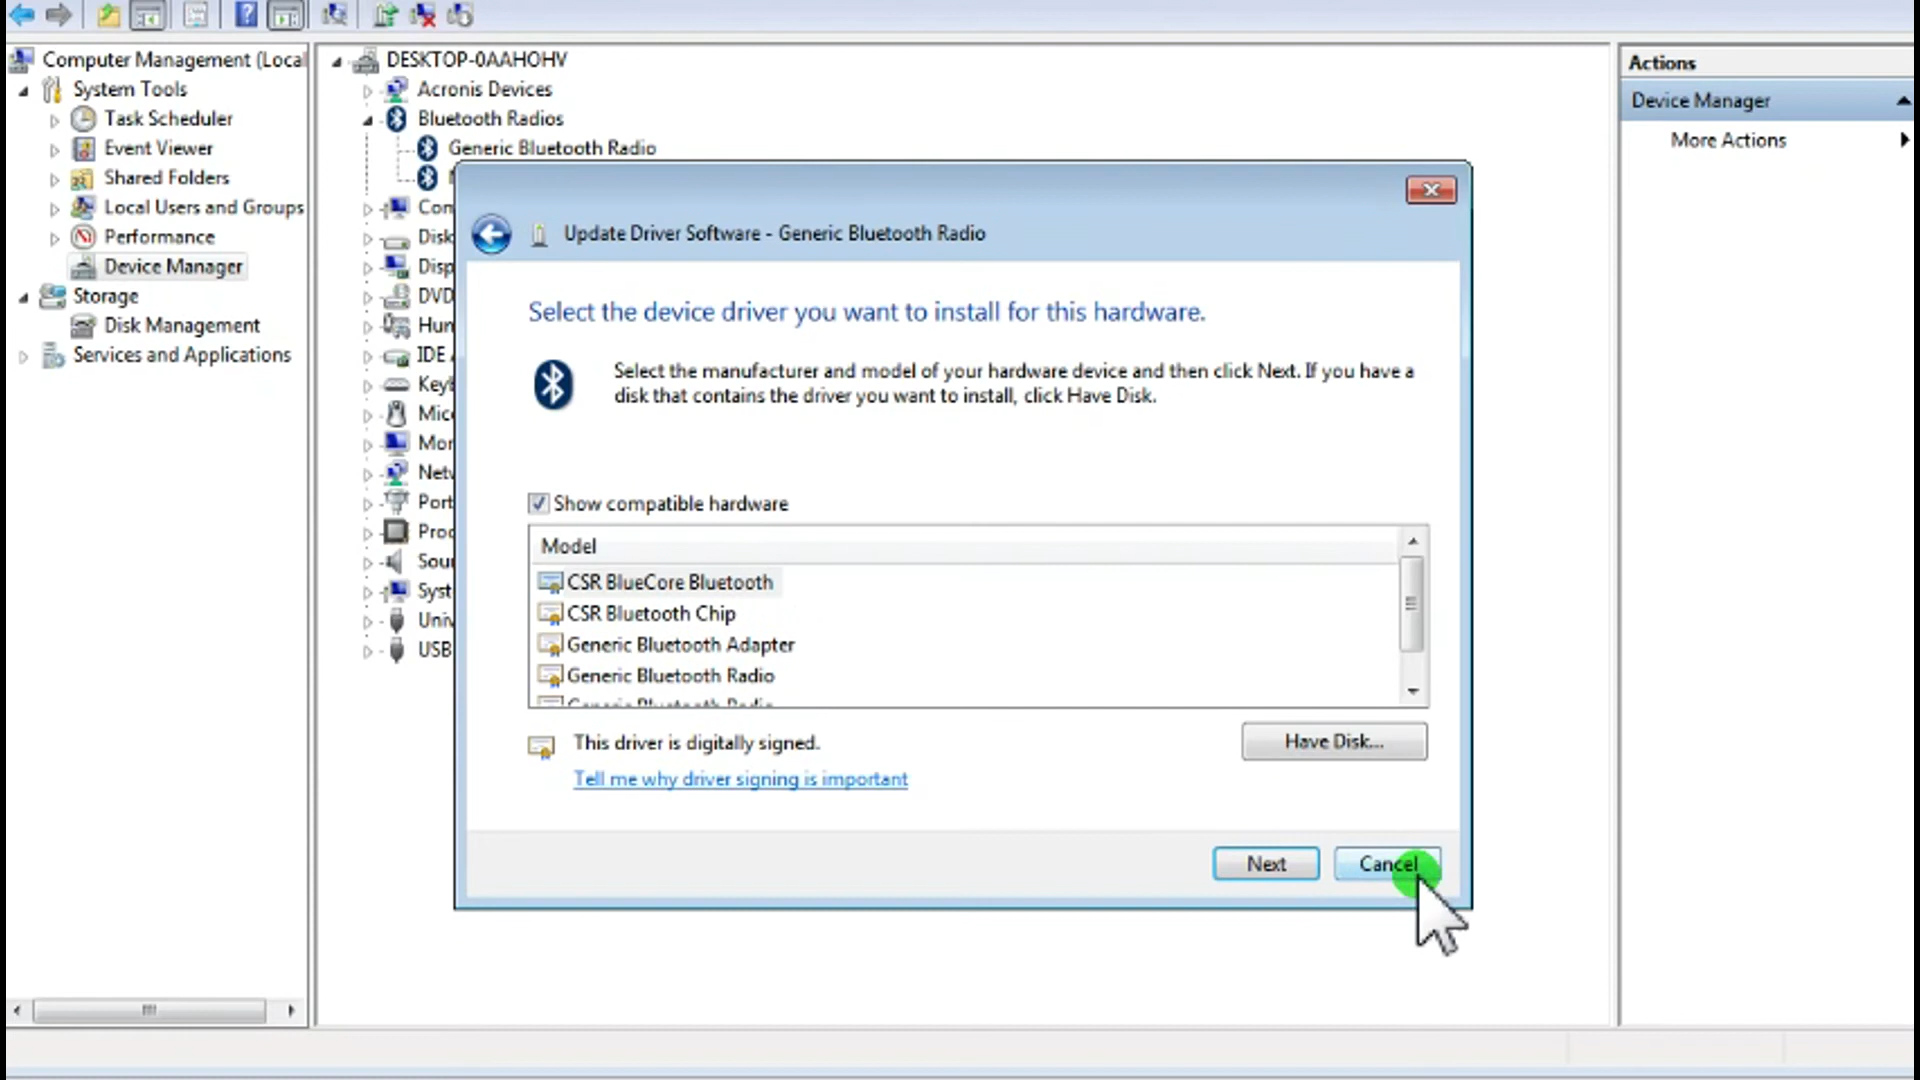 Computer Management (Local
System Tools
Task Scheduler
Event Viewer
Shared Folders
Local Users and Groups
Performance
Device Manager
Storage
Disk Management
Services and Applications
DESKTOP-0AAHOHV
Acronis Devices
Bluetooth Radios
Generic Bluetooth Radio
Update Driver Software - Generic Bluetooth Radio
Select the device driver you want to install for this hardware.
Select the manufacturer and model of your hardware device and then click Next. If you have a
disk that contains the driver you want to install, click Have Disk.
Show compatible hardware
Model
CSR BlueCore Bluetooth
CSR Bluetooth Chip
Generic Bluetooth Adapter
Generic Bluetooth Radio
This driver is digitally signed.
Have Disk...
Tell me why driver signing is important
Next
Cancel
Actions
Device Manager
More Actions